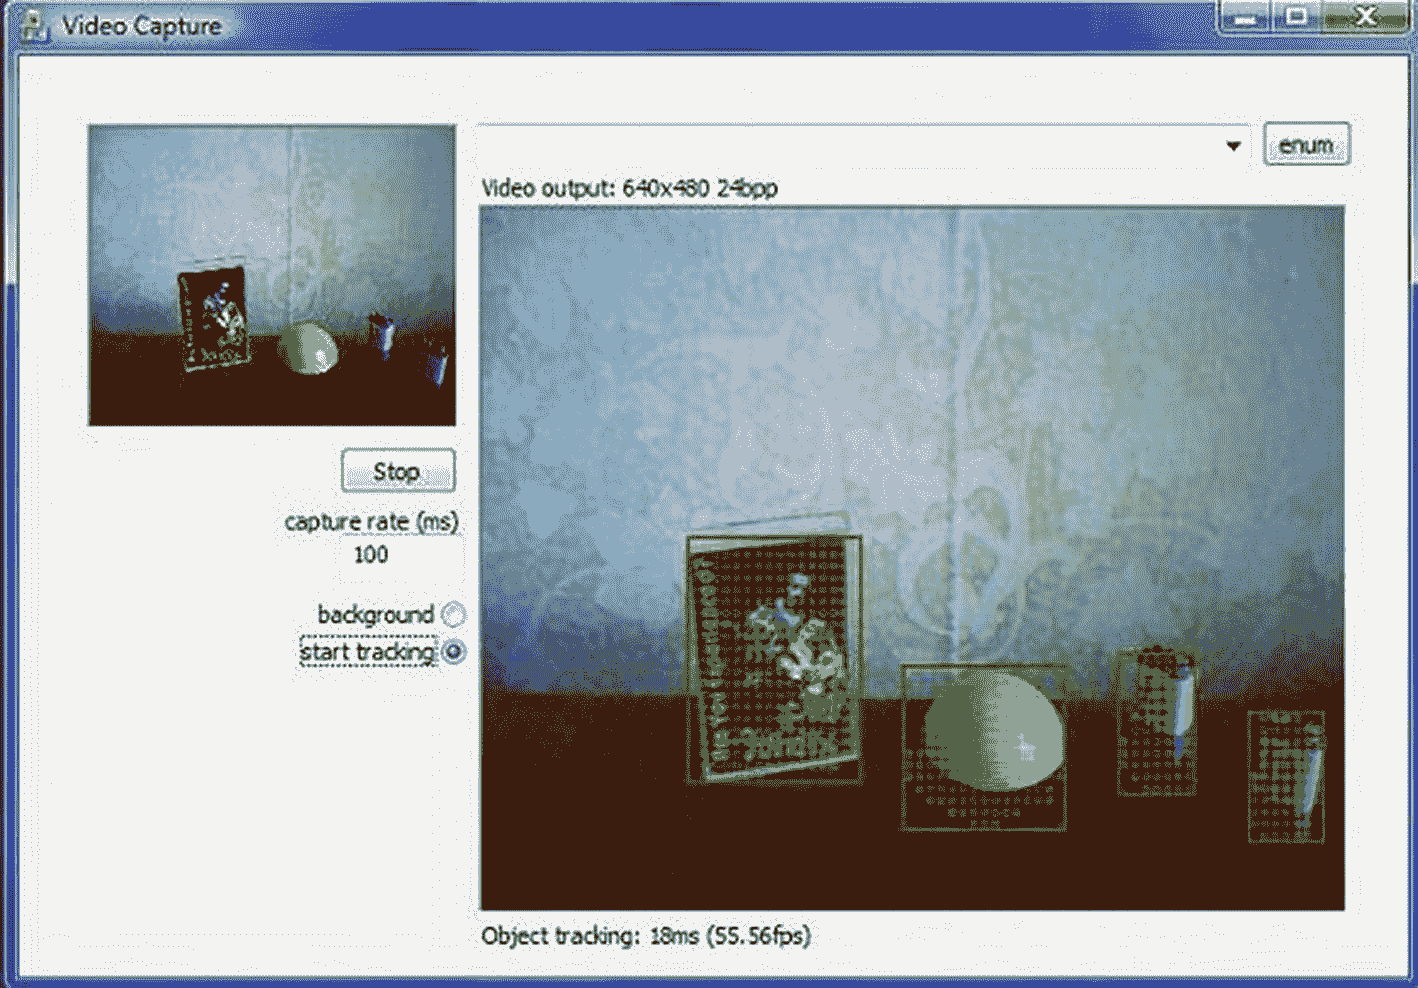 Video Capture
enum
Video output: 640x480 24bpp
Stop
capture rate (ms)
100
background
start tracking
Object tracking: 18ms (55.56fps)